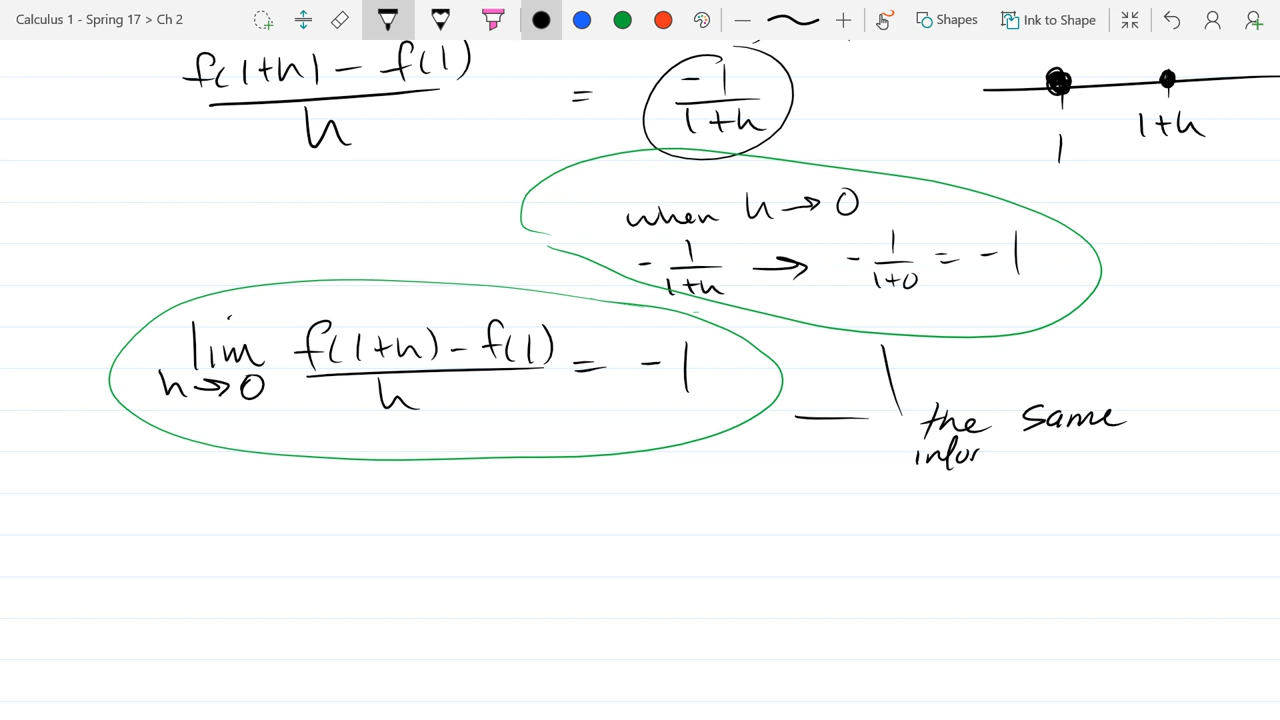 Calculus 1 - Spring 17 > Ch 2
Shapes
Ink to Shape
f(1+h) - f(1) / h = -1 / 1+h
1
1+h
when h → 0
- 1/1+h → - 1/1+0 = -1
lim h→0 f(1+h) - f(1) / h = -1
the same
infor